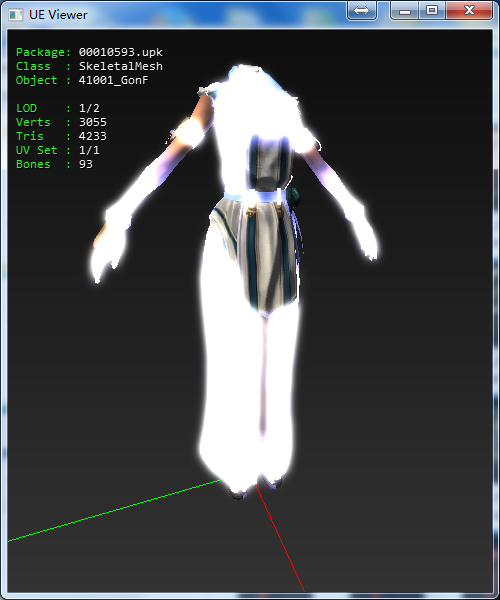 UE Viewer
Package: 00010593.upk
Class : SkeletalMesh
Object : 41001_GonF
LOD : 1/2
Verts : 3055
Tris : 4233
UV Set : 1/1
Bones : 93